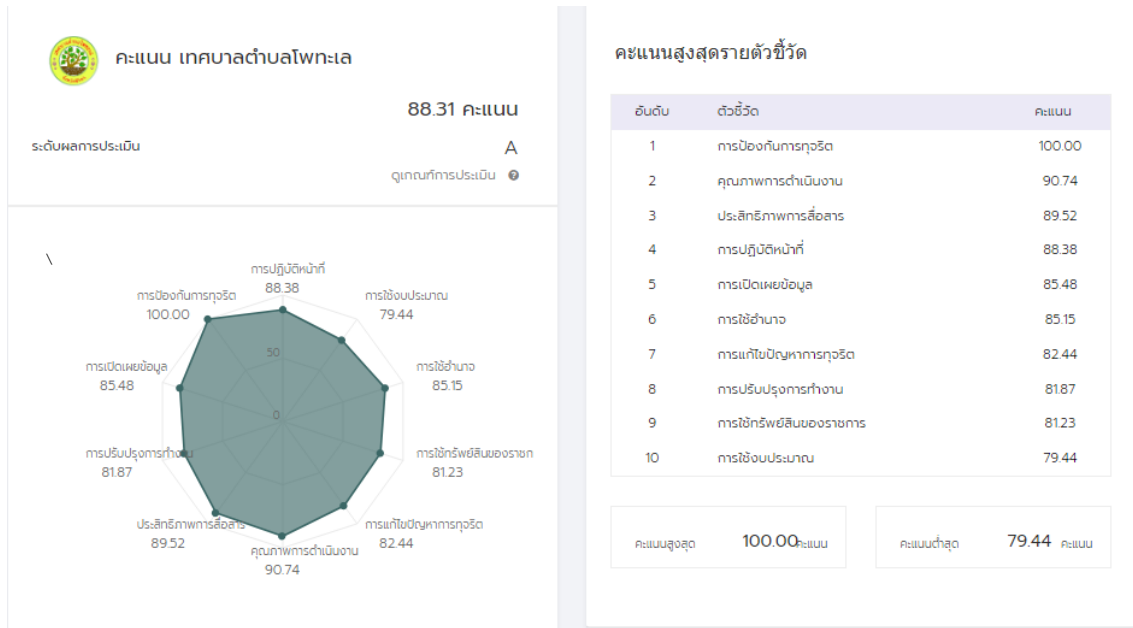 คะแนน เทศบาลตำบลโพทะเล
88.31 คะแนน
ระดับผลการประเมิน
A
ดูเกณฑ์การประเมิน
\
การปฏิบัติหน้าที่
88.38
การป้องกันการทุจริต
100.00
การใช้งบประมาณ
79.44
50
การเปิดเผยข้อมูล
85.48
การใช้อำนาจ
85.15
0
การปรับปรุงการทำงาน
81.87
การใช้ทรัพย์สินของราชก
81.23
ประสิทธิภาพการสื่อสาร
89.52
การแก้ไขปัญหาการทุจริต
82.44
คุณภาพการดำเนินงาน
90.74
คะแนนสูงสุดรายตัวชี้วัด
อันดับ ตัวชี้วัด คะแนน
1 การป้องกันการทุจริต 100.00
2 คุณภาพการดำเนินงาน 90.74
3 ประสิทธิภาพการสื่อสาร 89.52
4 การปฏิบัติหน้าที่ 88.38
5 การเปิดเผยข้อมูล 85.48
6 การใช้อำนาจ 85.15
7 การแก้ไขปัญหาการทุจริต 82.44
8 การปรับปรุงการทำงาน 81.87
9 การใช้ทรัพย์สินของราชการ 81.23
10 การใช้งบประมาณ 79.44
คะแนนสูงสุด 100.00 คะแนน
คะแนนต่ำสุด 79.44 คะแนน